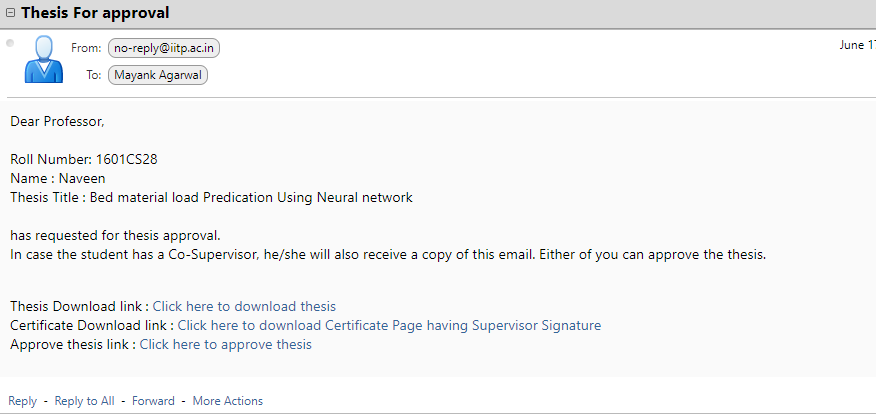 Thesis For approval
From: no-reply@iitp.ac.in
June 17
To: Mayank Agarwal
Dear Professor,
Roll Number: 1601CS28
Name : Naveen
Thesis Title : Bed material load Predication Using Neural network
has requested for thesis approval.
In case the student has a Co-Supervisor, he/she will also receive a copy of this email. Either of you can approve the thesis.
Thesis Download link : Click here to download thesis
Certificate Download link : Click here to download Certificate Page having Supervisor Signature
Approve thesis link : Click here to approve thesis
Reply - Reply to All - Forward - More Actions